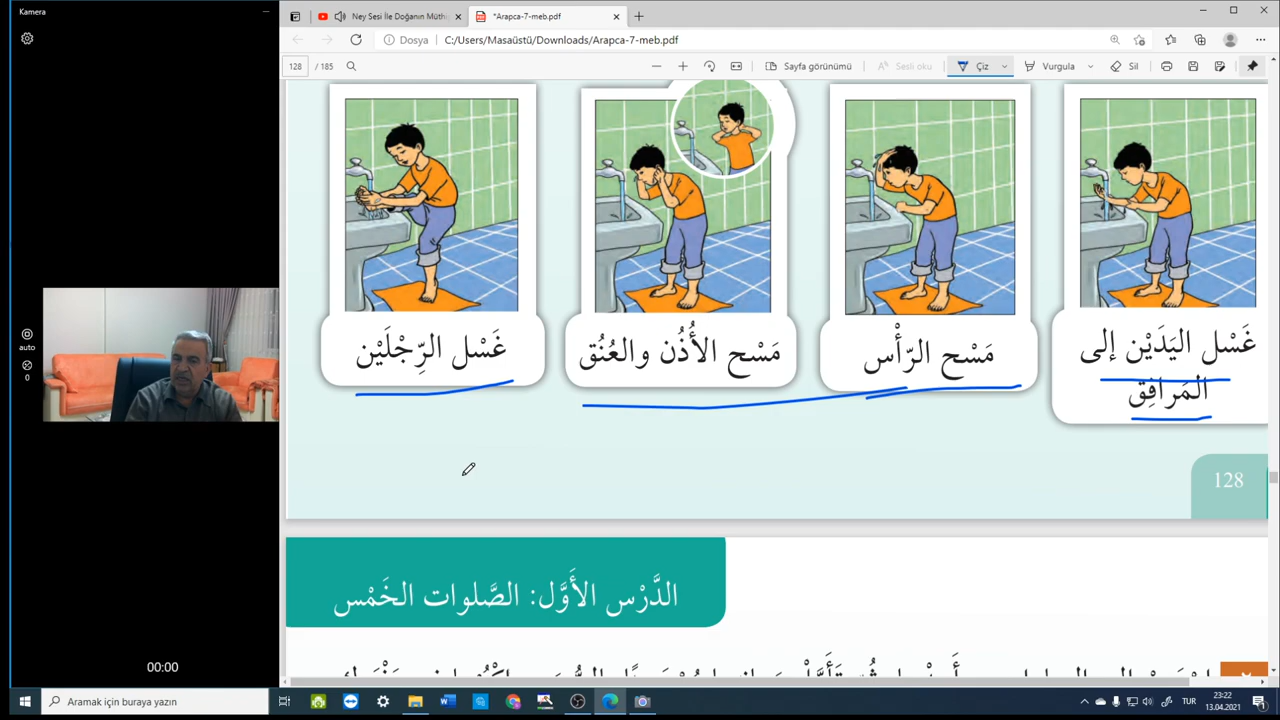 Kamera
Ney Sesi İle Doğanın Müthi
*Arapca-7-meb.pdf
Dosya
C:/Users/Masaüstü/Downloads/Arapca-7-meb.pdf
128 / 185
Sayfa görünümü
Sesli oku
Çiz
Vurgula
Sil
auto
0
غَسْل اليَدَيْن إلى
المَرافِق
مَسْح الرّأْس
مَسْح الأُذُن والعُنُق
غَسْل الرِّجْلَيْن
128
الدَّرْس الأَوَّل: الصَّلوات الخَمْس
00:00
Aramak için buraya yazın
TUR
23:22
13.04.2021
1